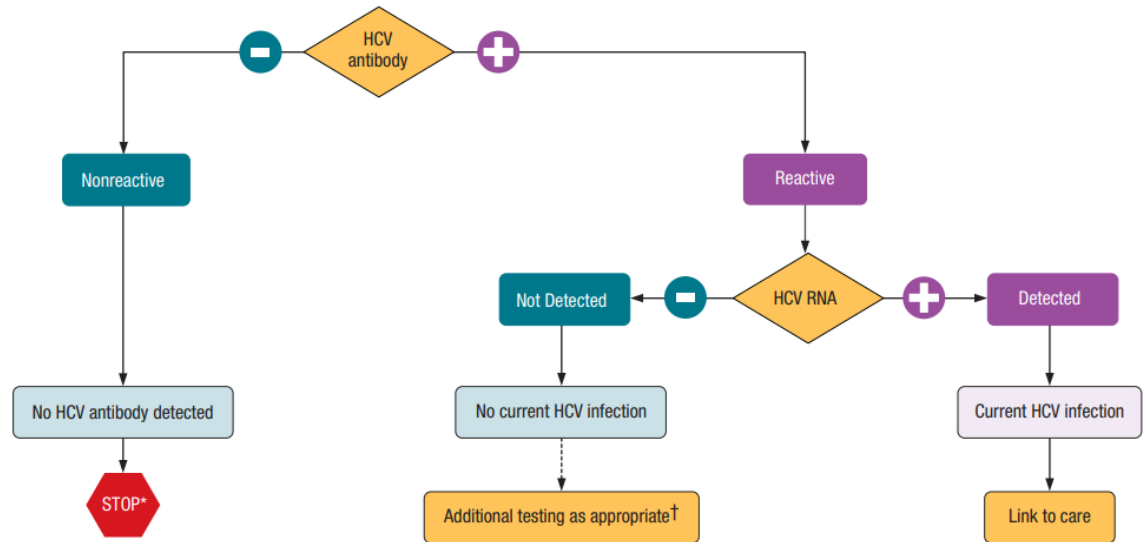 HCV
antibody
Nonreactive
Reactive
Not Detected
HCV RNA
Detected
No HCV antibody detected
No current HCV infection
Current HCV infection
STOP*
Additional testing as appropriate†
Link to care